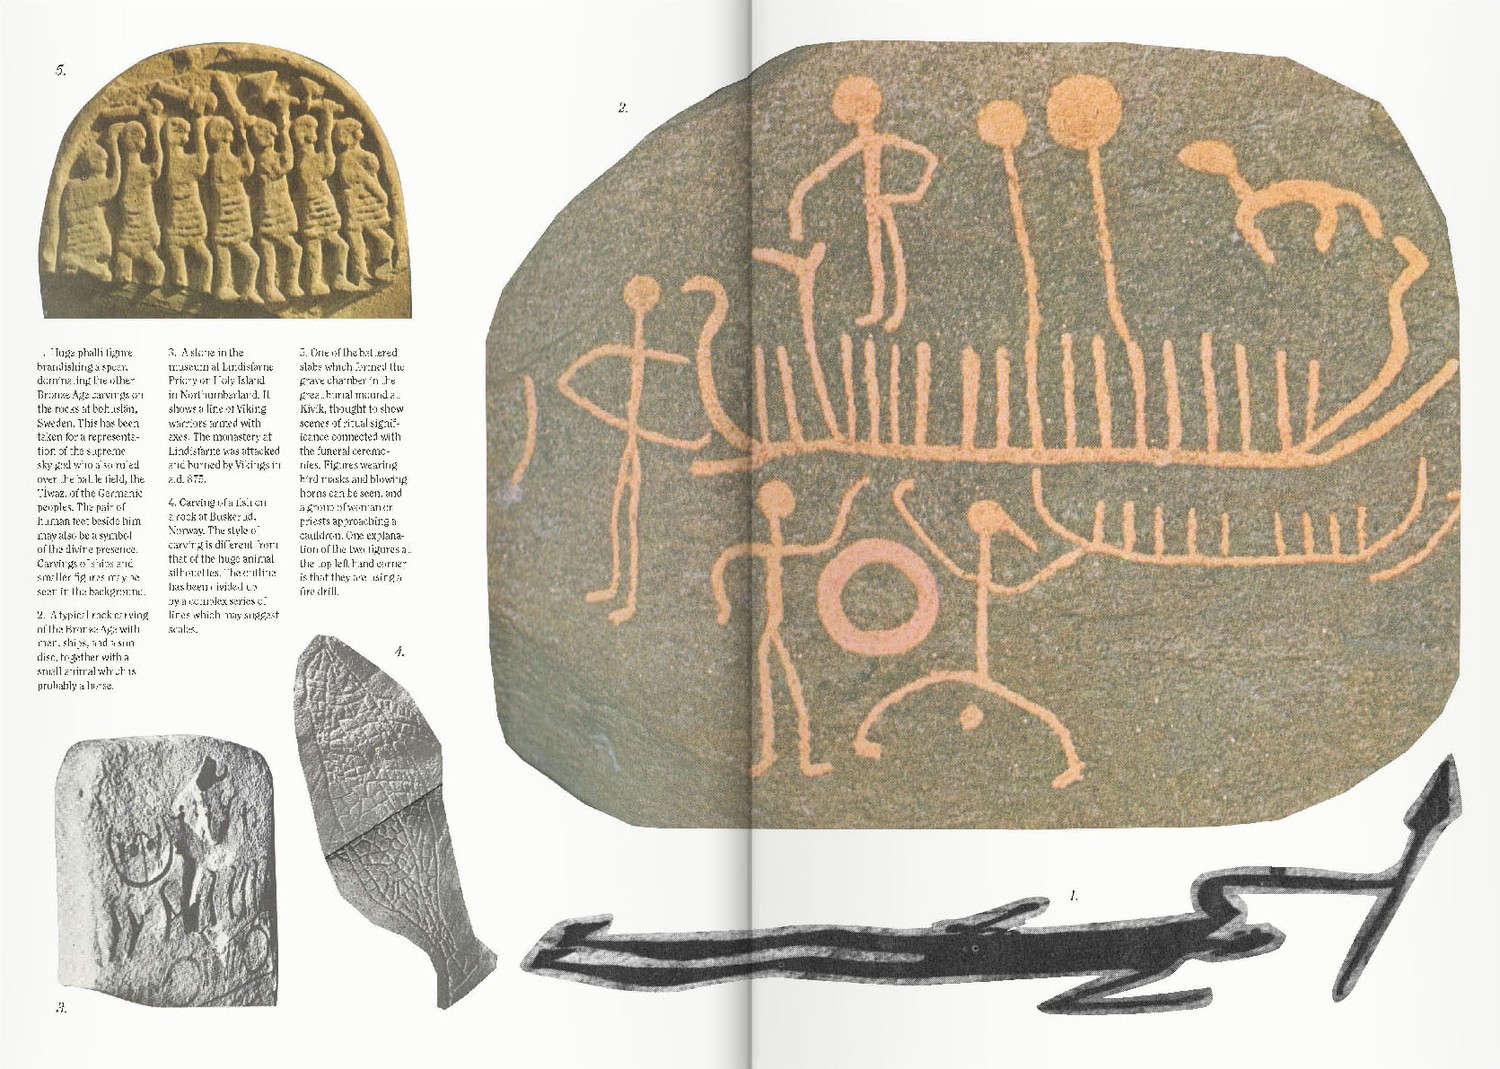 5.
2.
1. Huge phalli figure
brandishing a spear,
dominating the other
Bronze Age carvings on
the rocks at bohuslän,
Sweden. This has been
taken for a representa-
tion of the supreme
sky god who also ruled
over the battle field, the
Tiwaz, of the Germanic
peoples. The pair of
human feet beside him
may also be a symbol
of the divine presence.
Carvings of ships and
smaller figures may be
seen in the background.
2. A typical rock carving
of the Bronze Age with
men, ships, and a sun
disc, together with a
small animal which is
probably a horse.
3. A stone in the
museum at Lindisfarne
Priory on Holy Island
in Northumberland. It
shows a line of Viking
warriors armed with
axes. The monastery at
Lindisfarne was attacked
and burned by Vikings in
a.d. 875.
4. Carving of a fish on
a rock at Buskerud,
Norway. The style of
carving is different from
that of the huge animal
silhouettes. The outline
has been divided up
by a complex series of
lines which may suggest
scales.
5. One of the battered
slabs which formed the
grave chamber in the
great burial mound at
Kivik, thought to show
scenes of ritual signif-
icance connected with
the funeral ceremo-
nies. Figures wearing
bird masks and blowing
horns can be seen, and
a group of woman or
priests approaching a
cauldron. One explana-
tion of the two figures at
the top left hand corner
is that they are using a
fire drill.
4.
1.
3.